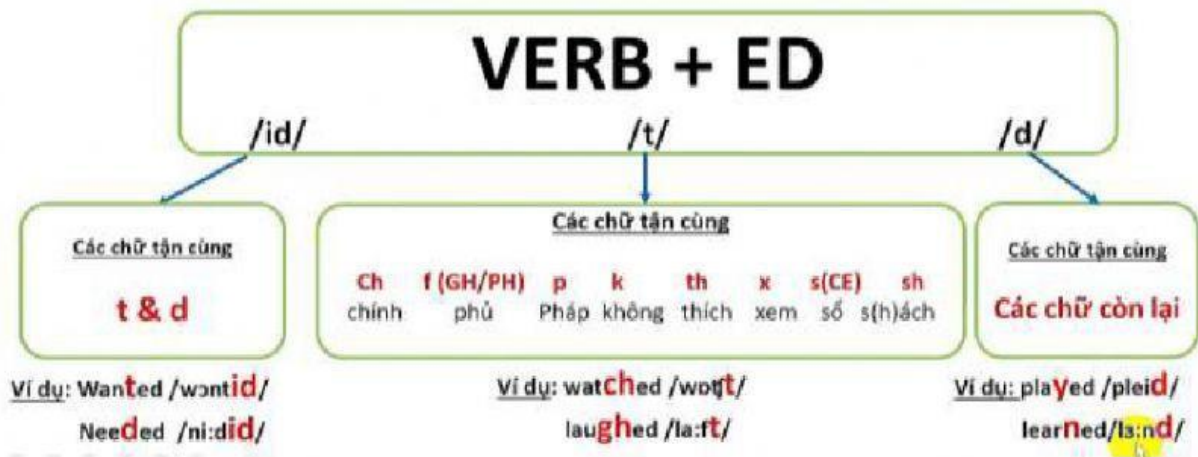 VERB + ED
/id/ /t/ /d/
Các chữ tận cùng
t & d
Các chữ tận cùng
Ch f (GH/PH) p k th x s(CE) sh
chính phủ Pháp không thích xem sổ s(h)ách
Các chữ tận cùng
Các chữ còn lại
Ví dụ: Wanted /wɔntid/
Needed /ni:did/
Ví dụ: watched /wɒtʃt/
laughed /la:ft/
Ví dụ: played /pleid/
learned/lɜ:nd/